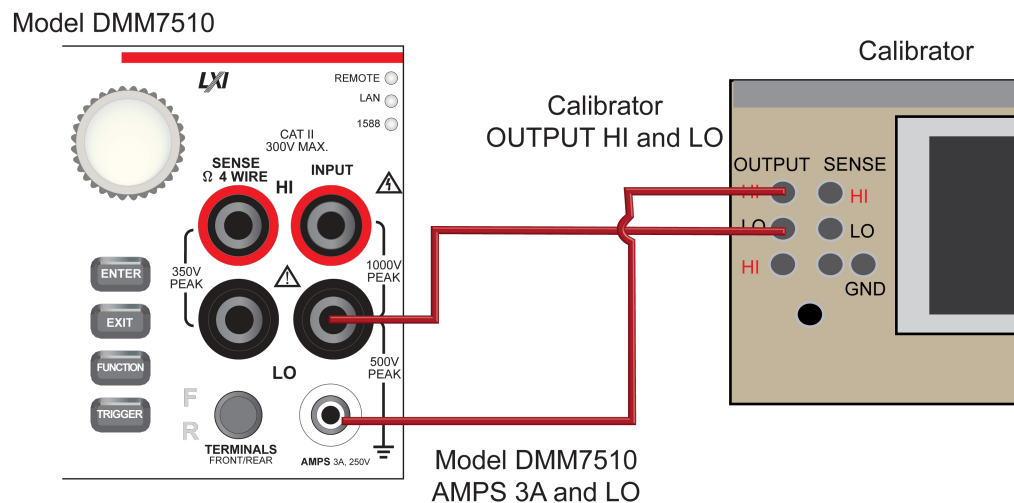 Model DMM7510
Calibrator
LXI
REMOTE
LAN
1588
Calibrator
OUTPUT HI and LO
CAT II
300V MAX.
SENSE
Ω 4 WIRE
HI
INPUT
OUTPUT SENSE
HI
HI
LO
LO
HI
GND
350V
PEAK
1000V
PEAK
ENTER
EXIT
FUNCTION
TRIGGER
500V
PEAK
LO
F
R
TERMINALS
FRONT/REAR
AMPS 3A, 250V
Model DMM7510
AMPS 3A and LO